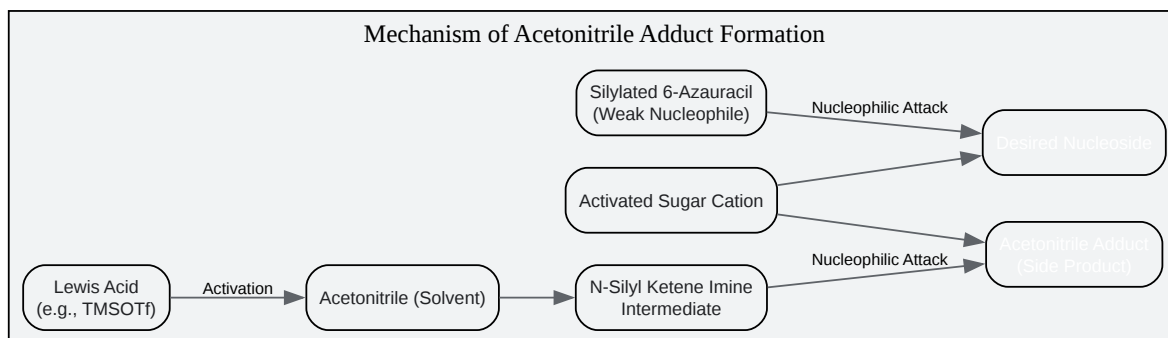 Mechanism of Acetonitrile Adduct Formation
Silylated 6-Azauracil
(Weak Nucleophile)
Nucleophilic Attack
Desired Nucleoside
Activated Sugar Cation
Acetonitrile Adduct
(Side Product)
Lewis Acid
(e.g., TMSOTf)
Activation
Acetonitrile (Solvent)
N-Silyl Ketene Imine
Intermediate
Nucleophilic Attack